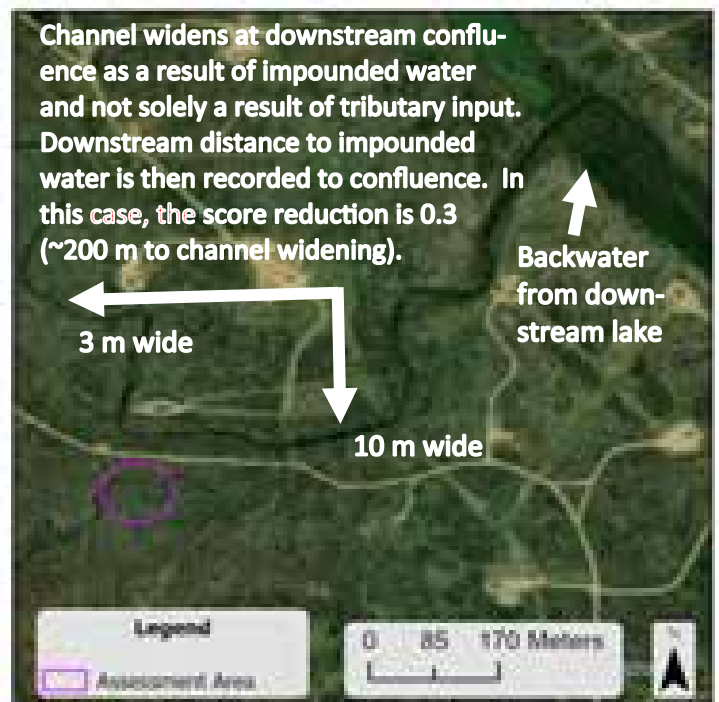 Channel widens at downstream conflu-
ence as a result of impounded water
and not solely a result of tributary input.
Downstream distance to impounded
water is then recorded to confluence.  In
this case, the score reduction is 0.3
(~200 m to channel widening).
Backwater
from down-
stream lake
3 m wide
10 m wide
Legend
Assessment Area
0 85 170 Meters
N